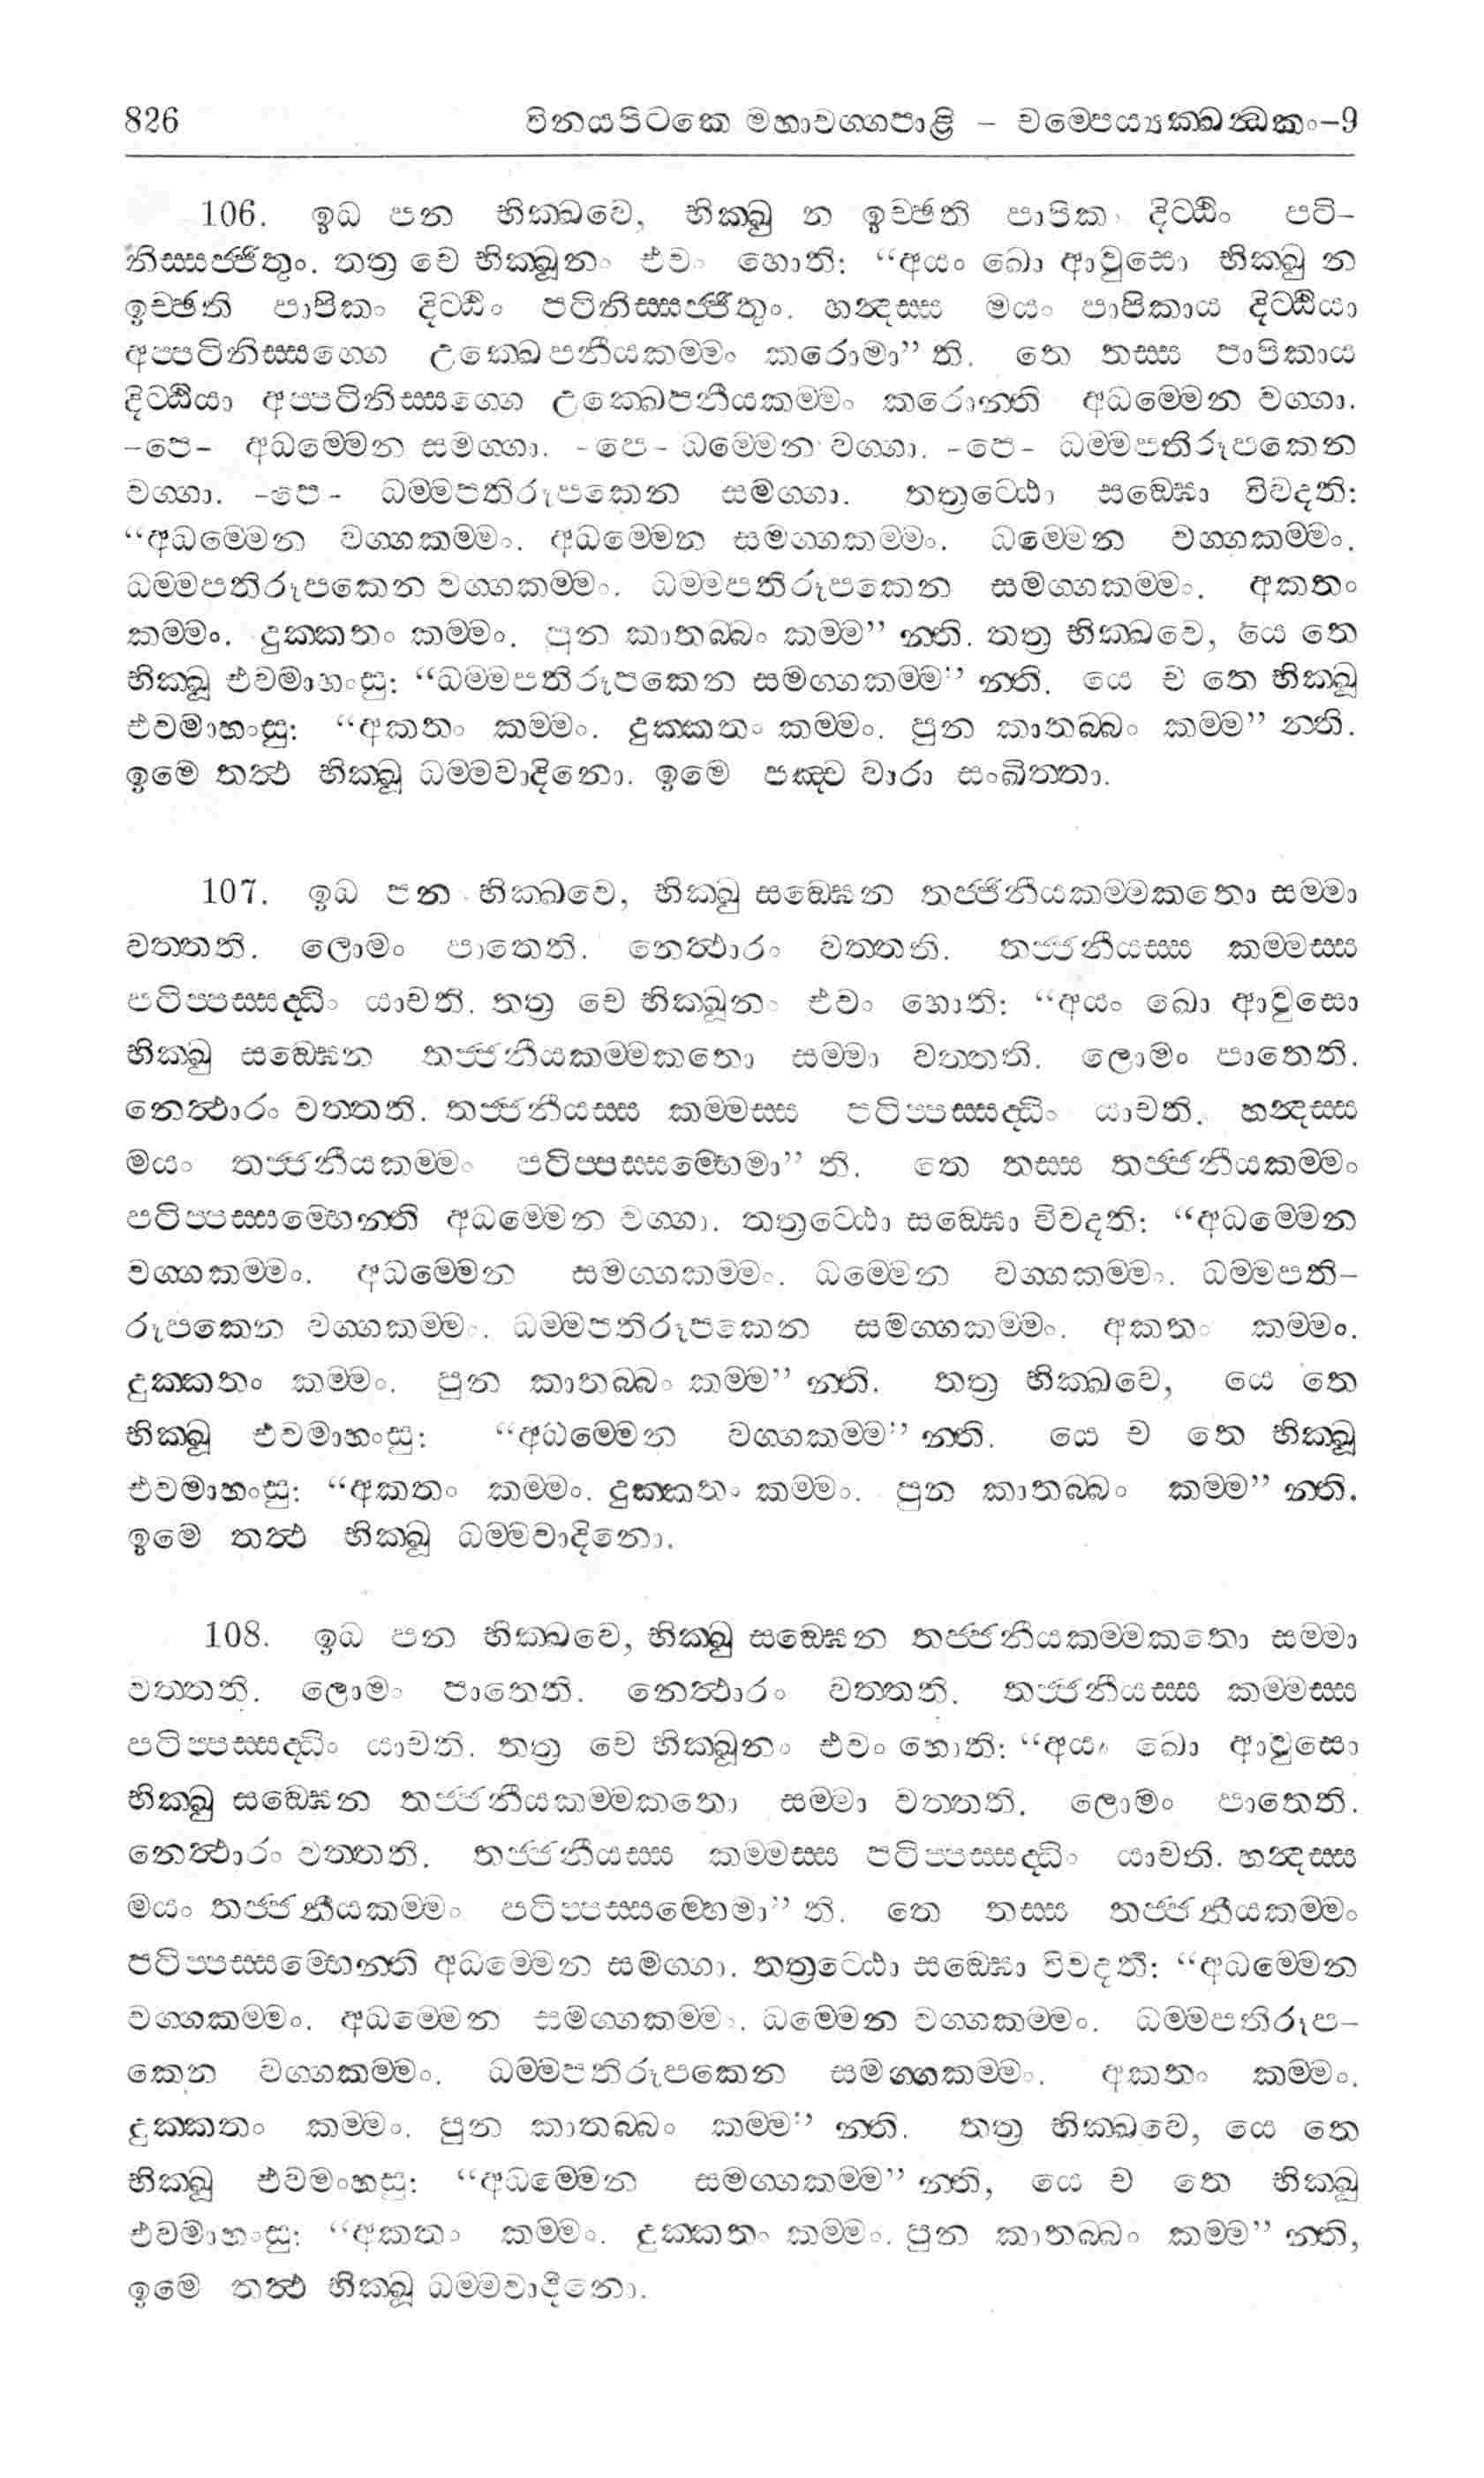 826 විනයපිටකෙ මහාවග්ගපාළි – චම්පෙය්‍යක්ඛන්ධකං–9
106. ඉධ පන භික්ඛවෙ, භික්ඛු න ඉච්ඡති පාපිකං දිට්ඨිං පටි-
නිස්සජ්ජිතුං. තත්‍ර චෙ භික්ඛූනං එවං හොති: “අයං ඛො ආවුසො භික්ඛු න
ඉච්ඡති පාපිකං දිට්ඨිං පටිනිස්සජ්ජිතුං. හන්‍දස්ස මයං පාපිකාය දිට්ඨියා
අප්පටිනිස්සග්ගෙ උක්ඛෙපනීයකම්මං කරොමා” ති. තෙ තස්ස පාපිකාය
දිට්ඨියා අප්පටිනිස්සග්ගෙ උක්ඛෙපනීයකම්මං කරොන්ති අධම්මෙන වග්ගා.
-පෙ- අධම්මෙන සමග්ගා. -පෙ- ධම්මෙන වග්ගා. -පෙ- ධම්මපතිරූපකෙන
වග්ගා. -පෙ- ධම්මපතිරූපකෙන සමග්ගා. තත්‍රට්ඨො සඞ්ඝො විවදති:
“අධම්මෙන වග්ගකම්මං. අධම්මෙන සමග්ගකම්මං. ධම්මෙන වග්ගකම්මං.
ධම්මපතිරූපකෙන වග්ගකම්මං. ධම්මපතිරූපකෙන සමග්ගකම්මං. අකතං
කම්මං. දුක්කතං කම්මං. පුන කාතබ්බං කම්ම” න්ති. තත්‍ර භික්ඛවෙ, යෙ තෙ
භික්ඛූ එවමාහංසු: “ධම්මපතිරූපකෙන සමග්ගකම්ම” න්ති. යෙ ච තෙ භික්ඛූ
එවමාහංසු: “අකතං කම්මං. දුක්කතං කම්මං. පුන කාතබ්බං කම්ම” න්ති.
ඉමෙ තත්‍ථ භික්ඛූ ධම්මවාදිනො. ඉමෙ පඤ්ච වාරා සංඛිත්තා.
107. ඉධ පන භික්ඛවෙ, භික්ඛු සඞ්ඝෙන තජ්ජිනීයකම්මකතො සම්මා
වත්තති. ලොමං පාතෙති. නෙත්‍ථාරං වත්තති. තජ්ජනීයස්ස කම්මස්ස
පටිප්පස්සද්ධිං යාචති. තත්‍ර චෙ භික්ඛූනං එවං හොති: “අයං ඛො ආවුසො
භික්ඛු සඞ්ඝෙන තජ්ජනීයකම්මකතො සම්මා වත්තති. ලොමං පාතෙති.
නෙත්‍ථාරං වත්තති. තජ්ජනීයස්ස කම්මස්ස පටිප්පස්සද්ධිං යාචති. හන්‍දස්ස
මයං තජ්ජනීයකම්මං පටිප්පස්සම්භෙමා” ති. තෙ තස්ස තජ්ජනීයකම්මං
පටිප්පස්සම්භෙන්ති අධම්මෙන වග්ගා. තත්‍රට්ඨො සඞ්ඝො විවදති: “අධම්මෙන
වග්ගකම්මං. අධම්මෙන සමග්ගකම්මං. ධම්මෙන වග්ගකම්මං. ධම්මපති-
රූපකෙන වග්ගකම්මං. ධම්මපතිරූපකෙන සමග්ගකම්මං. අකතං කම්මං.
දුක්කතං කම්මං. පුන කාතබ්බං කම්ම” න්ති. තත්‍ර භික්ඛවෙ, යෙ තෙ
භික්ඛූ එවමාහංසු: “අධම්මෙන වග්ගකම්ම” න්ති. යෙ ච තෙ භික්ඛූ
එවමාහංසු: “අකතං කම්මං. දුක්කතං කම්මං. පුන කාතබ්බං කම්ම” න්ති.
ඉමෙ තත්‍ථ භික්ඛූ ධම්මවාදිනො.
108. ඉධ පන භික්ඛවෙ, භික්ඛු සඞ්ඝෙන තජ්ජනීයකම්මකතො සම්මා
වත්තති. ලොමං පාතෙති. නෙත්‍ථාරං වත්තති. තජ්ජනීයස්ස කම්මස්ස
පටිප්පස්සද්ධිං යාචති. තත්‍ර චෙ භික්ඛූනං එවං හොති: “අයං ඛො ආවුසො
භික්ඛු සඞ්ඝෙන තජ්ජනීයකම්මකතො සම්මා වත්තති. ලොමං පාතෙති.
නෙත්‍ථාරං වත්තති. තජ්ජනීයස්ස කම්මස්ස පටිප්පස්සද්ධිං යාචති. හන්‍දස්ස
මයං තජ්ජනීයකම්මං පටිප්පස්සම්භෙමා” ති. තෙ තස්ස තජ්ජනීයකම්මං
පටිප්පස්සම්භෙන්ති අධම්මෙන සමග්ගා. තත්‍රට්ඨො සඞ්ඝො විවදති: “අධම්මෙන
වග්ගකම්මං. අධම්මෙන සමග්ගකම්මං. ධම්මෙන වග්ගකම්මං. ධම්මපතිරූප-
කෙන වග්ගකම්මං. ධම්මපතිරූපකෙන සමග්ගකම්මං. අකතං කම්මං.
දුක්කතං කම්මං. පුන කාතබ්බං කම්ම” න්ති. තත්‍ර භික්ඛවෙ, යෙ තෙ
භික්ඛූ එවමංහසු: “අධම්මෙන සමග්ගකම්ම” න්ති, යෙ ච තෙ භික්ඛූ
එවමාහංසු: “අකතං කම්මං. දුක්කතං කම්මං. පුන කාතබ්බං කම්ම” න්ති,
ඉමෙ තත්‍ථ භික්ඛූ ධම්මවාදිනො.